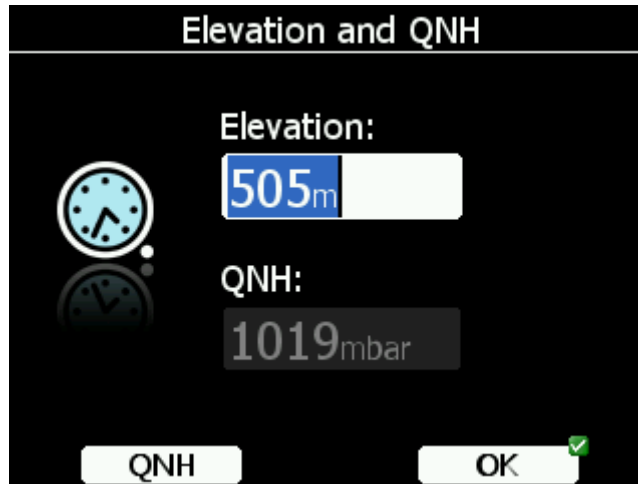 Elevation and QNH
Elevation:
505m
QNH:
1019mbar
QNH
OK